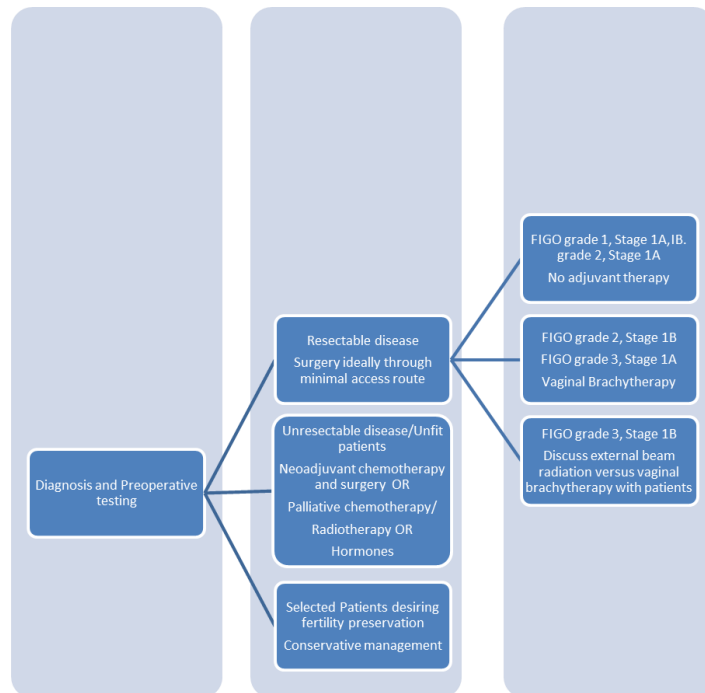 Diagnosis and Preoperative
testing
Resectable disease
Surgery ideally through
minimal access route
Unresectable disease/Unfit
patients
Neoadjuvant chemotherapy
and surgery OR
Palliative chemotherapy/
Radiotherapy OR
Hormones
Selected Patients desiring
fertility preservation
Conservative management
FIGO grade 1, Stage 1A,IB.
grade 2, Stage 1A
No adjuvant therapy
FIGO grade 2, Stage 1B
FIGO grade 3, Stage 1A
Vaginal Brachytherapy
FIGO grade 3, Stage 1B
Discuss external beam
radiation versus vaginal
brachytherapy with patients